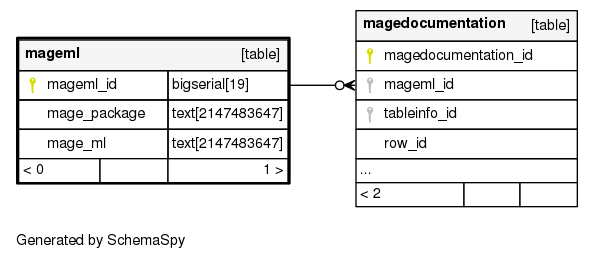 mageml [table]
mageml_id bigserial[19]
mage_package text[2147483647]
mage_ml text[2147483647]
< 0 1 >
magedocumentation [table]
magedocumentation_id
mageml_id
tableinfo_id
row_id
...
< 2
Generated by SchemaSpy